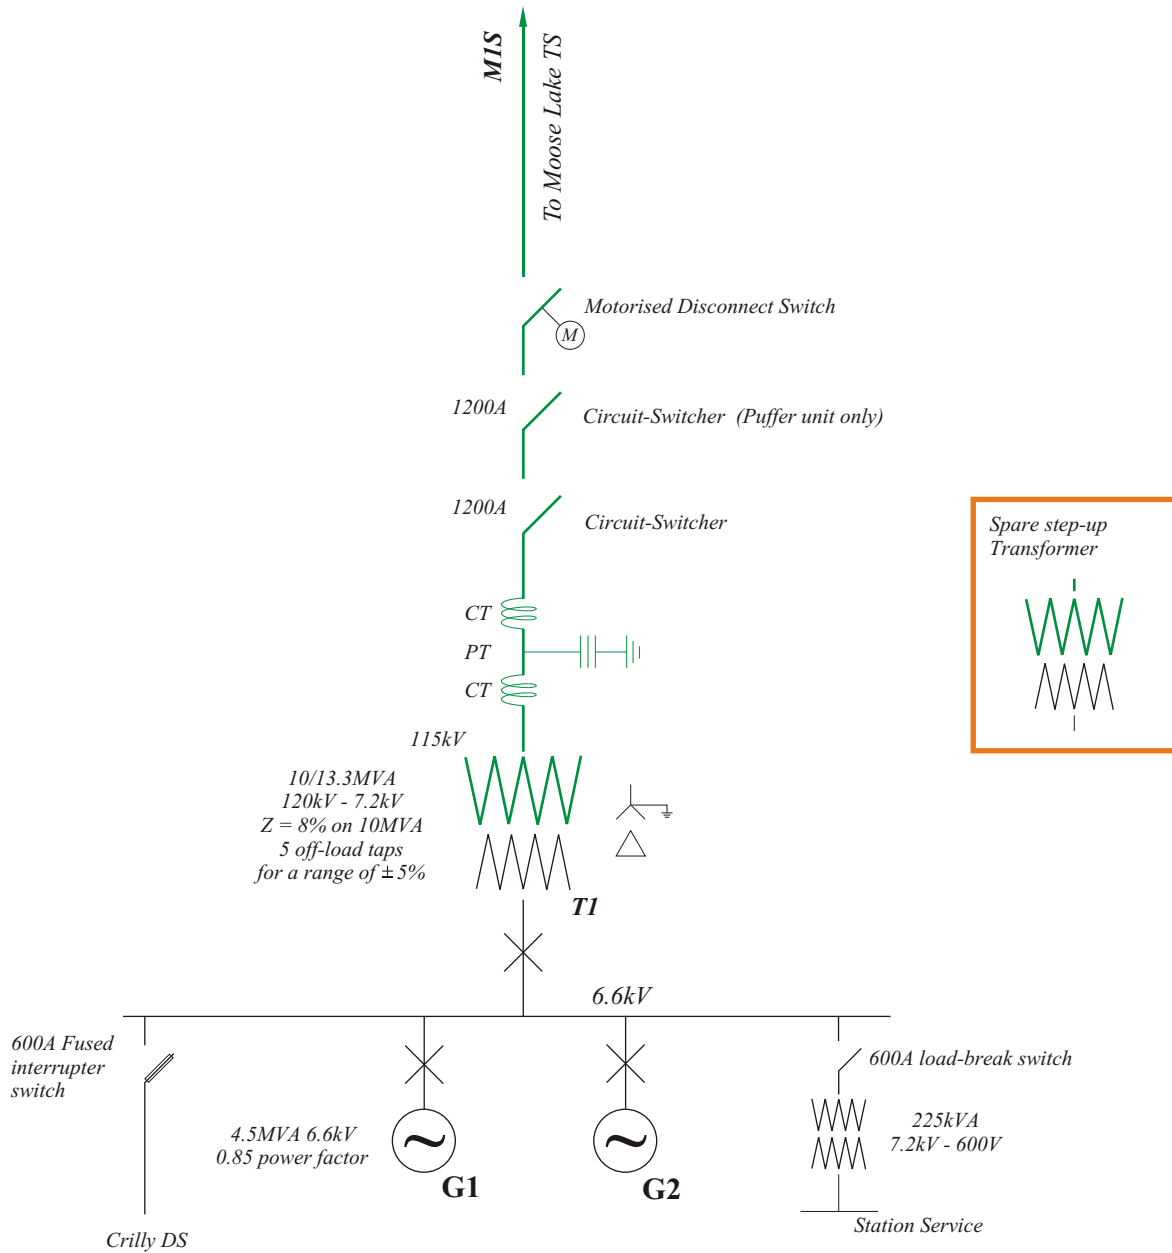 M1S
To Moose Lake TS
Motorised Disconnect Switch
M
1200A
Circuit-Switcher (Puffer unit only)
1200A
Circuit-Switcher
Spare step-up
Transformer
CT
PT
CT
115kV
10/13.3MVA
120kV - 7.2kV
Z = 8% on 10MVA
5 off-load taps
for a range of ±5%
T1
6.6kV
600A Fused
interrupter
switch
600A load-break switch
4.5MVA 6.6kV
0.85 power factor
G1
G2
225kVA
7.2kV - 600V
Crilly DS
Station Service